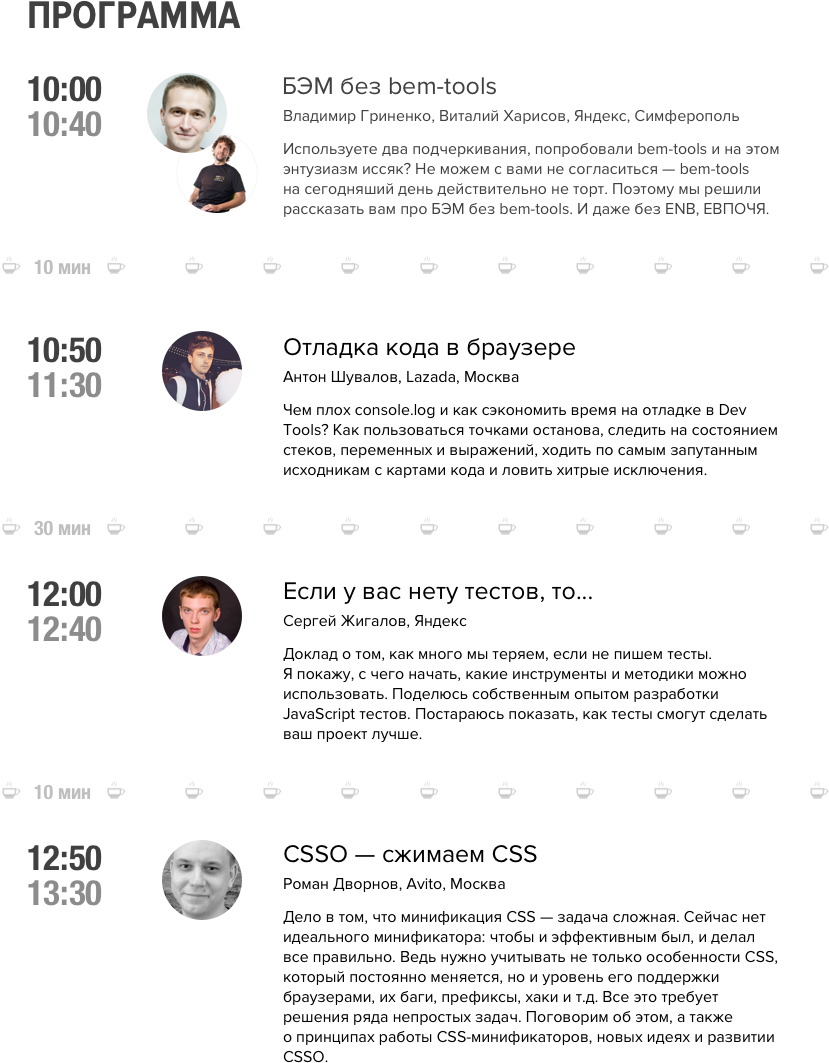 ПРОГРАММА
10:00
10:40
БЭМ без bem-tools
Владимир Гриненко, Виталий Харисов, Яндекс, Симферополь
Используете два подчеркивания, попробовали bem-tools и на этом
энтузиазм иссяк? Не можем с вами не согласиться — bem-tools
на сегодняший день действительно не торт. Поэтому мы решили
рассказать вам про БЭМ без bem-tools. И даже без ENB, ЕВПОЧЯ.
10 мин
10:50
11:30
Отладка кода в браузере
Антон Шувалов, Lazada, Москва
Чем плох console.log и как сэкономить время на отладке в Dev
Tools? Как пользоваться точками останова, следить на состоянием
стеков, переменных и выражений, ходить по самым запутанным
исходникам с картами кода и ловить хитрые исключения.
30 мин
12:00
12:40
Если у вас нету тестов, то...
Сергей Жигалов, Яндекс
Доклад о том, как много мы теряем, если не пишем тесты.
Я покажу, с чего начать, какие инструменты и методики можно
использовать. Поделюсь собственным опытом разработки
JavaScript тестов. Постараюсь показать, как тесты смогут сделать
ваш проект лучше.
10 мин
12:50
13:30
CSSO — сжимаем CSS
Роман Дворнов, Avito, Москва
Дело в том, что минификация CSS — задача сложная. Сейчас нет
идеального минификатора: чтобы и эффективным был, и делал
все правильно. Ведь нужно учитывать не только особенности CSS,
который постоянно меняется, но и уровень его поддержки
браузерами, их баги, префиксы, хаки и т.д. Все это требует
решения ряда непростых задач. Поговорим об этом, а также
о принципах работы CSS-минификаторов, новых идеях и развитии
CSSO.